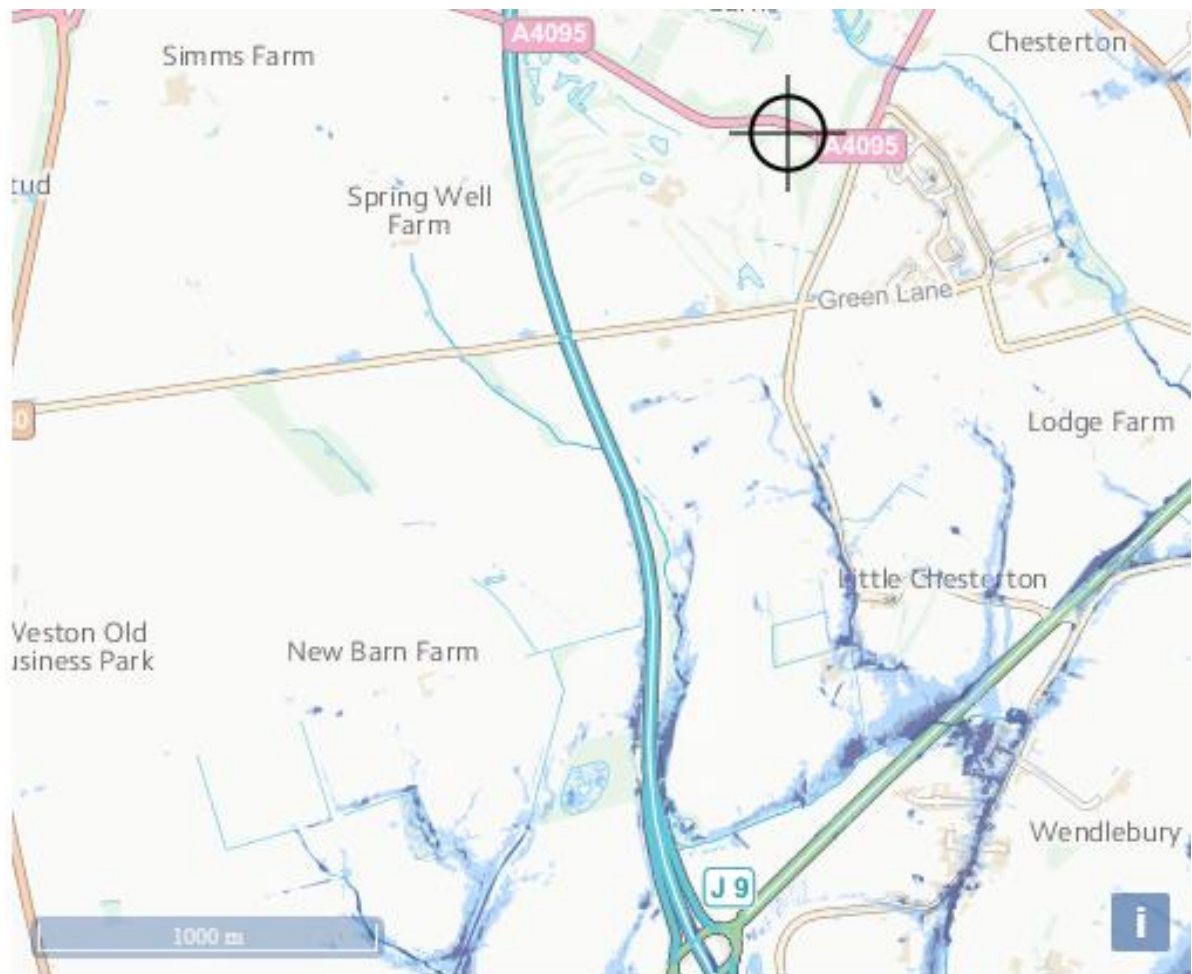 A4095
Simms Farm
Chesterton
A4095
tud
Spring Well
Farm
Green Lane
0
Lodge Farm
Little Chesterton
Weston Old
usiness Park
New Barn Farm
Wendlebury
J 9
1000 m
i